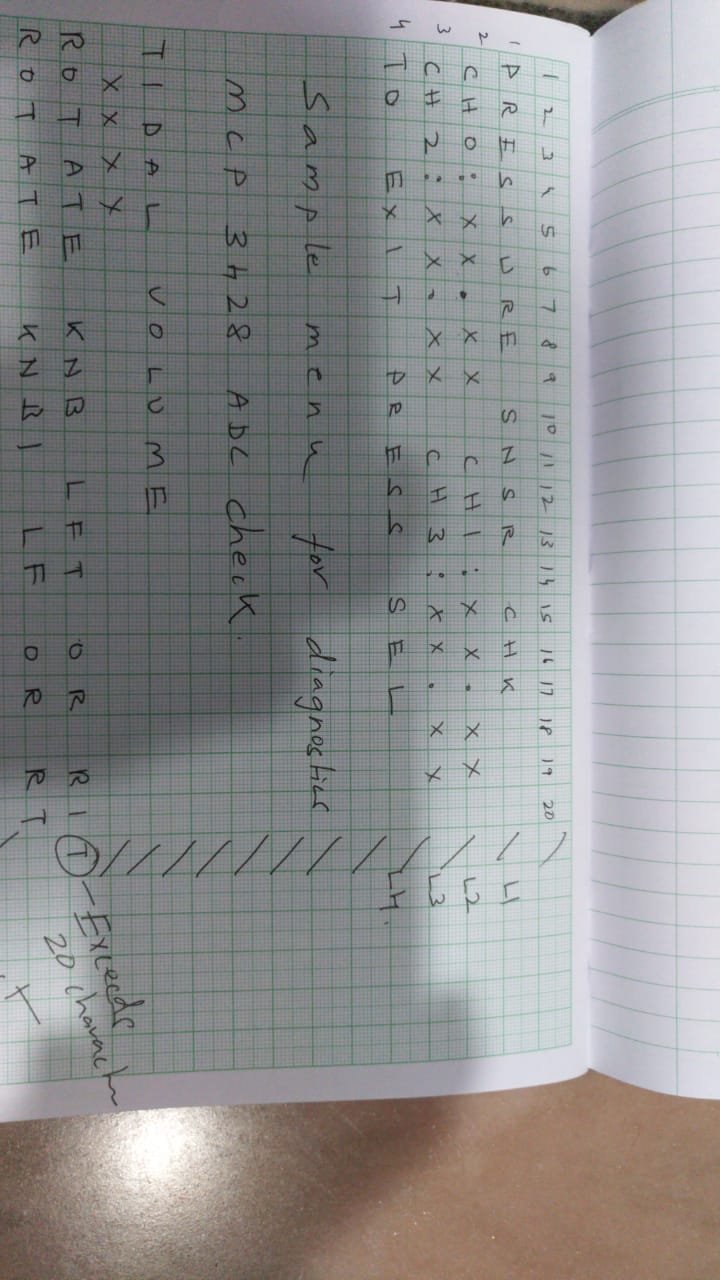 1 2 3 4 5 6 7 8 9 10 11 12 13 14 15 16 17 18 19 20
1 PRESSURE SNSR CHK L1
2 CH0:XX.XX CH1:XX.XX L2
3 CH2:XX.XX CH3:XX.XX L3
4 TO EXIT PRESS SEL L4.
Sample menu for diagnostics
MCP 3428 ADC check.
TIDAL VOLUME
XXXX
ROTATE KNB LFT OR RIT — Exceeds
20 charact
ROTATE KNB LF OR RT